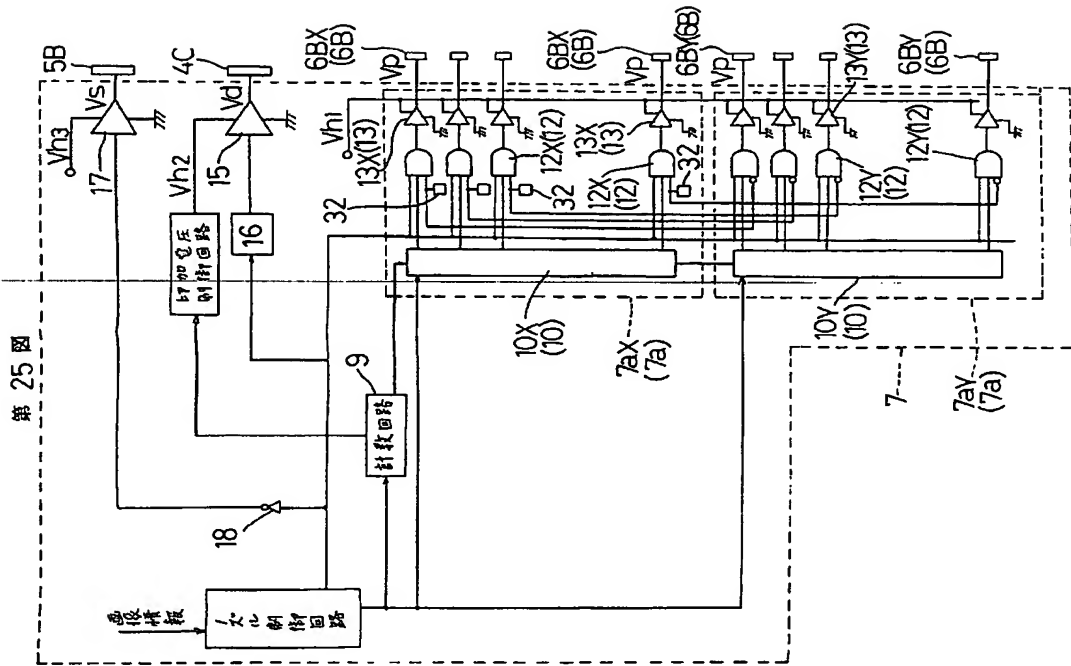 第 25 図
画像情報
ノズル制御回路
計数回路
9
18
印加電圧
制御回路
16
15
17
Vh3
Vs
5B
Vh2
Vd
4C
Vh1
Vp
6BX
(6B)
13X(13)
32
12X(12)
32
13X
(13)
12X
(12)
32
Vp
6BX
(6B)
6BY(6B)
Vp
13Y(13)
12Y
(12)
12Y(12)
6BY
(6B)
10X
(10)
7aX
(7a)
10Y
(10)
7
7aY
(7a)